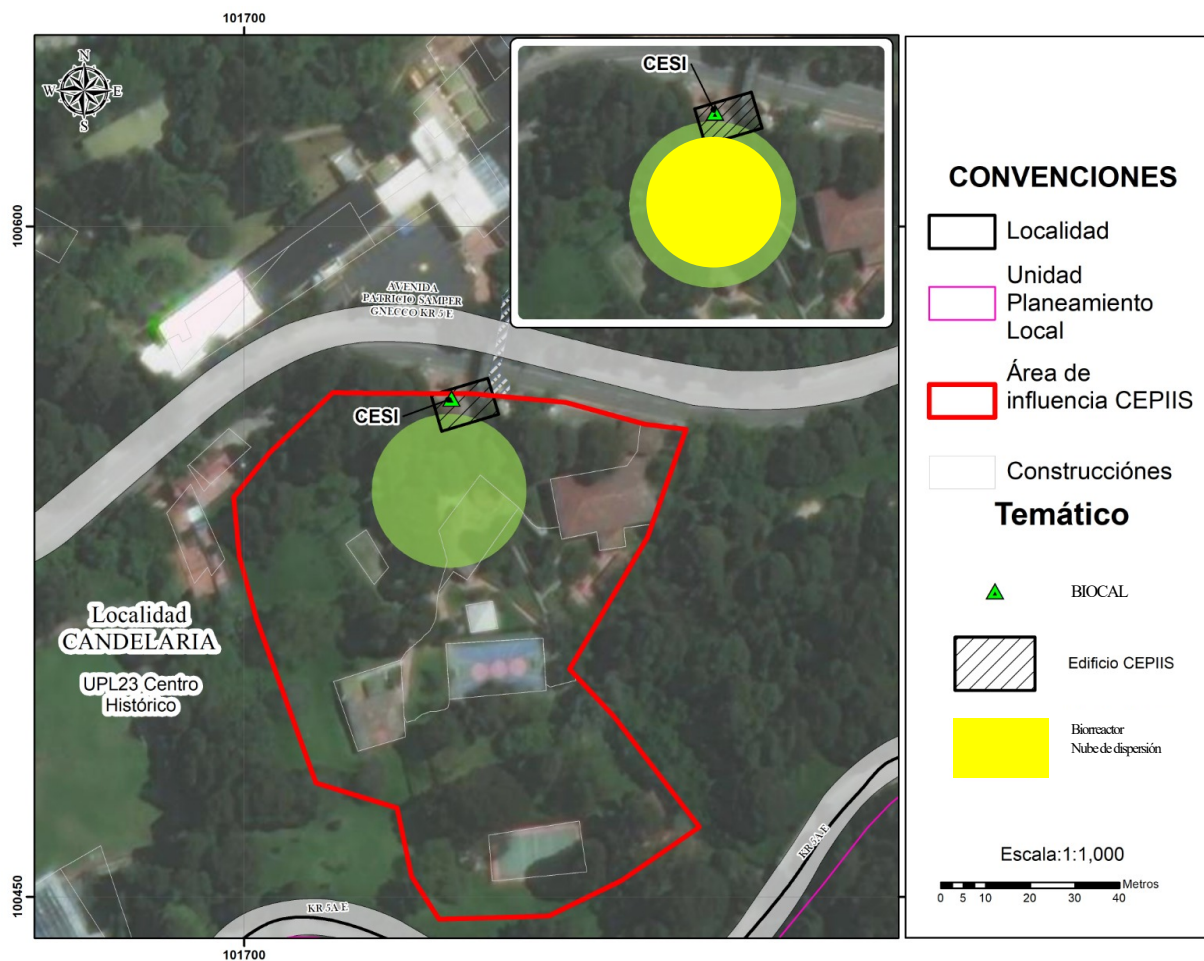 101700
N
W E
S
100600
CESI
AVENIDA
PATRICIO SAMPER
GNECCO KR 5 E
CESI
Localidad
CANDELARIA
UPL23 Centro
Histórico
KR 5A E
KR 5A E
100450
101700
CONVENCIONES
Localidad
Unidad
Planeamiento
Local
Área de
influencia CEPIIS
Construcciónes
Temático
BIOCAL
Edificio CEPIIS
Biorreactor
Nube de dispersión
Escala:1:1,000
Metros
0 5 10 20 30 40